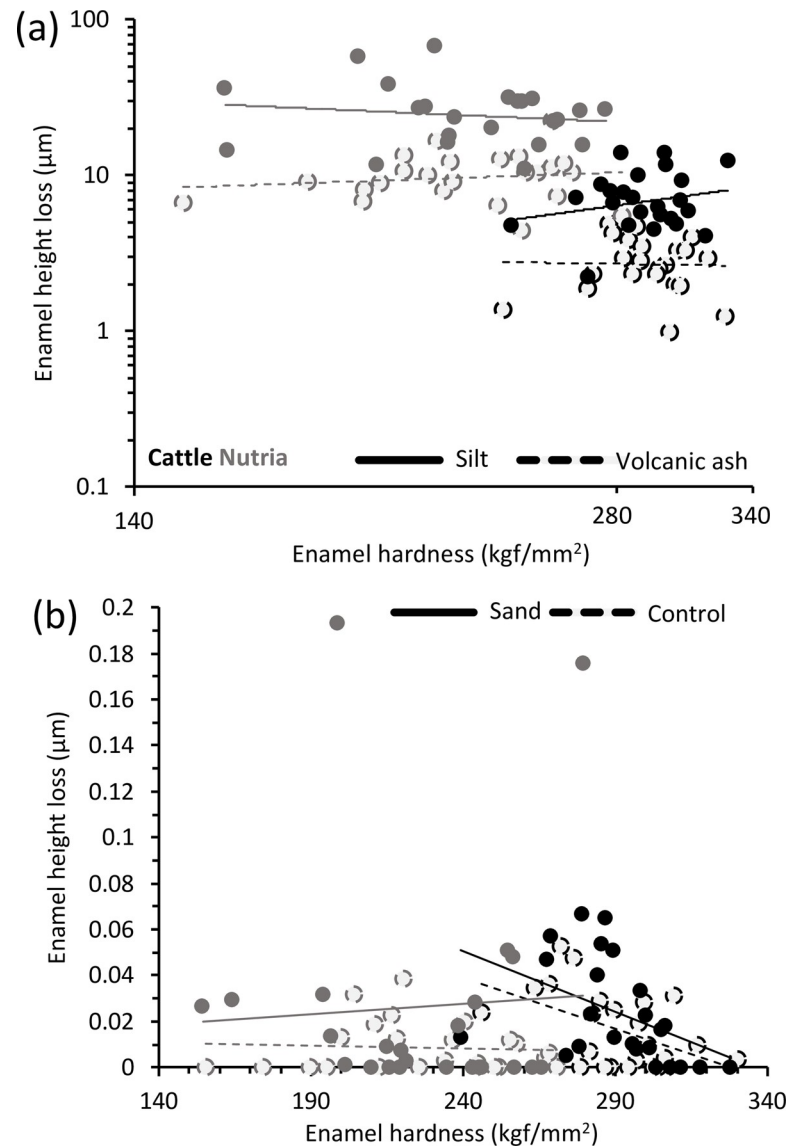 (a)
100
10
1
0.1
Enamel height loss (µm)
Cattle Nutria Silt Volcanic ash
140 280 340
Enamel hardness (kgf/mm²)
(b)
Sand Control
0.2
0.18
0.16
0.14
0.12
0.1
0.08
0.06
0.04
0.02
0
Enamel height loss (µm)
140 190 240 290 340
Enamel hardness (kgf/mm²)